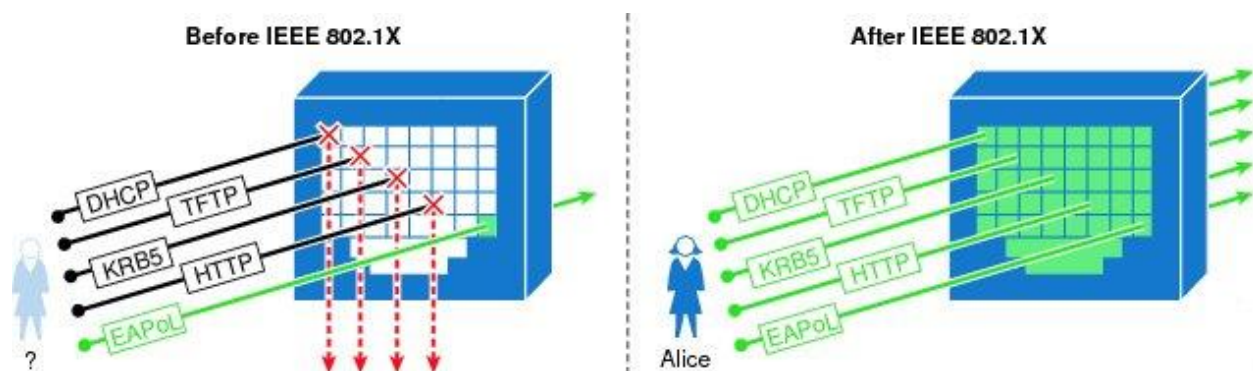 Before IEEE 802.1X
DHCP
TFTP
KRB5
HTTP
EAPoL
?
After IEEE 802.1X
DHCP
TFTP
KRB5
HTTP
EAPoL
Alice